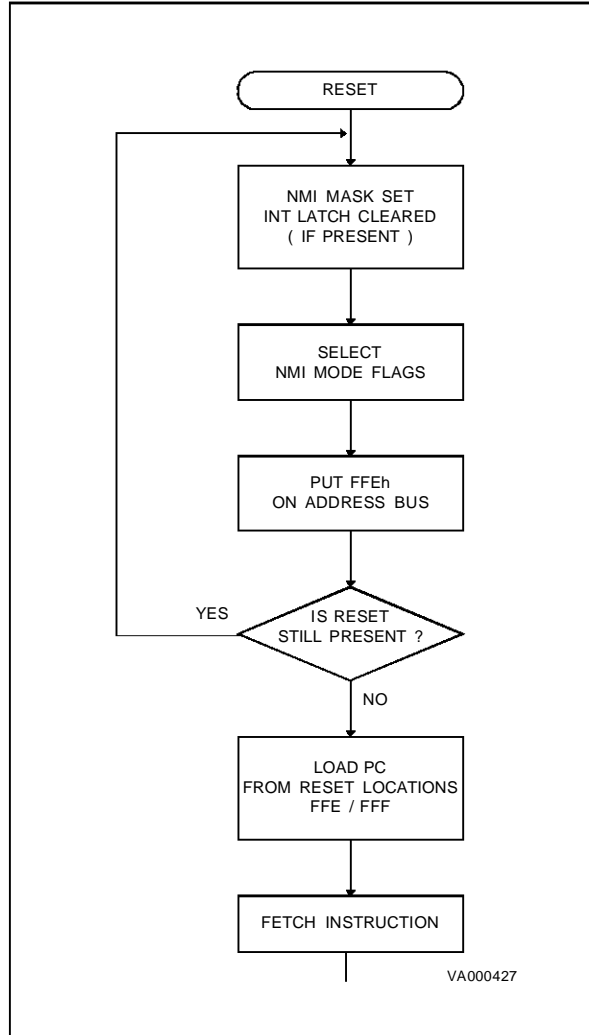 RESET
NMI MASK SET
INT LATCH CLEARED
( IF PRESENT )
SELECT
NMI MODE FLAGS
PUT FFEh
ON ADDRESS BUS
YES
IS RESET
STILL PRESENT ?
NO
LOAD PC
FROM RESET LOCATIONS
FFE / FFF
FETCH INSTRUCTION
VA000427